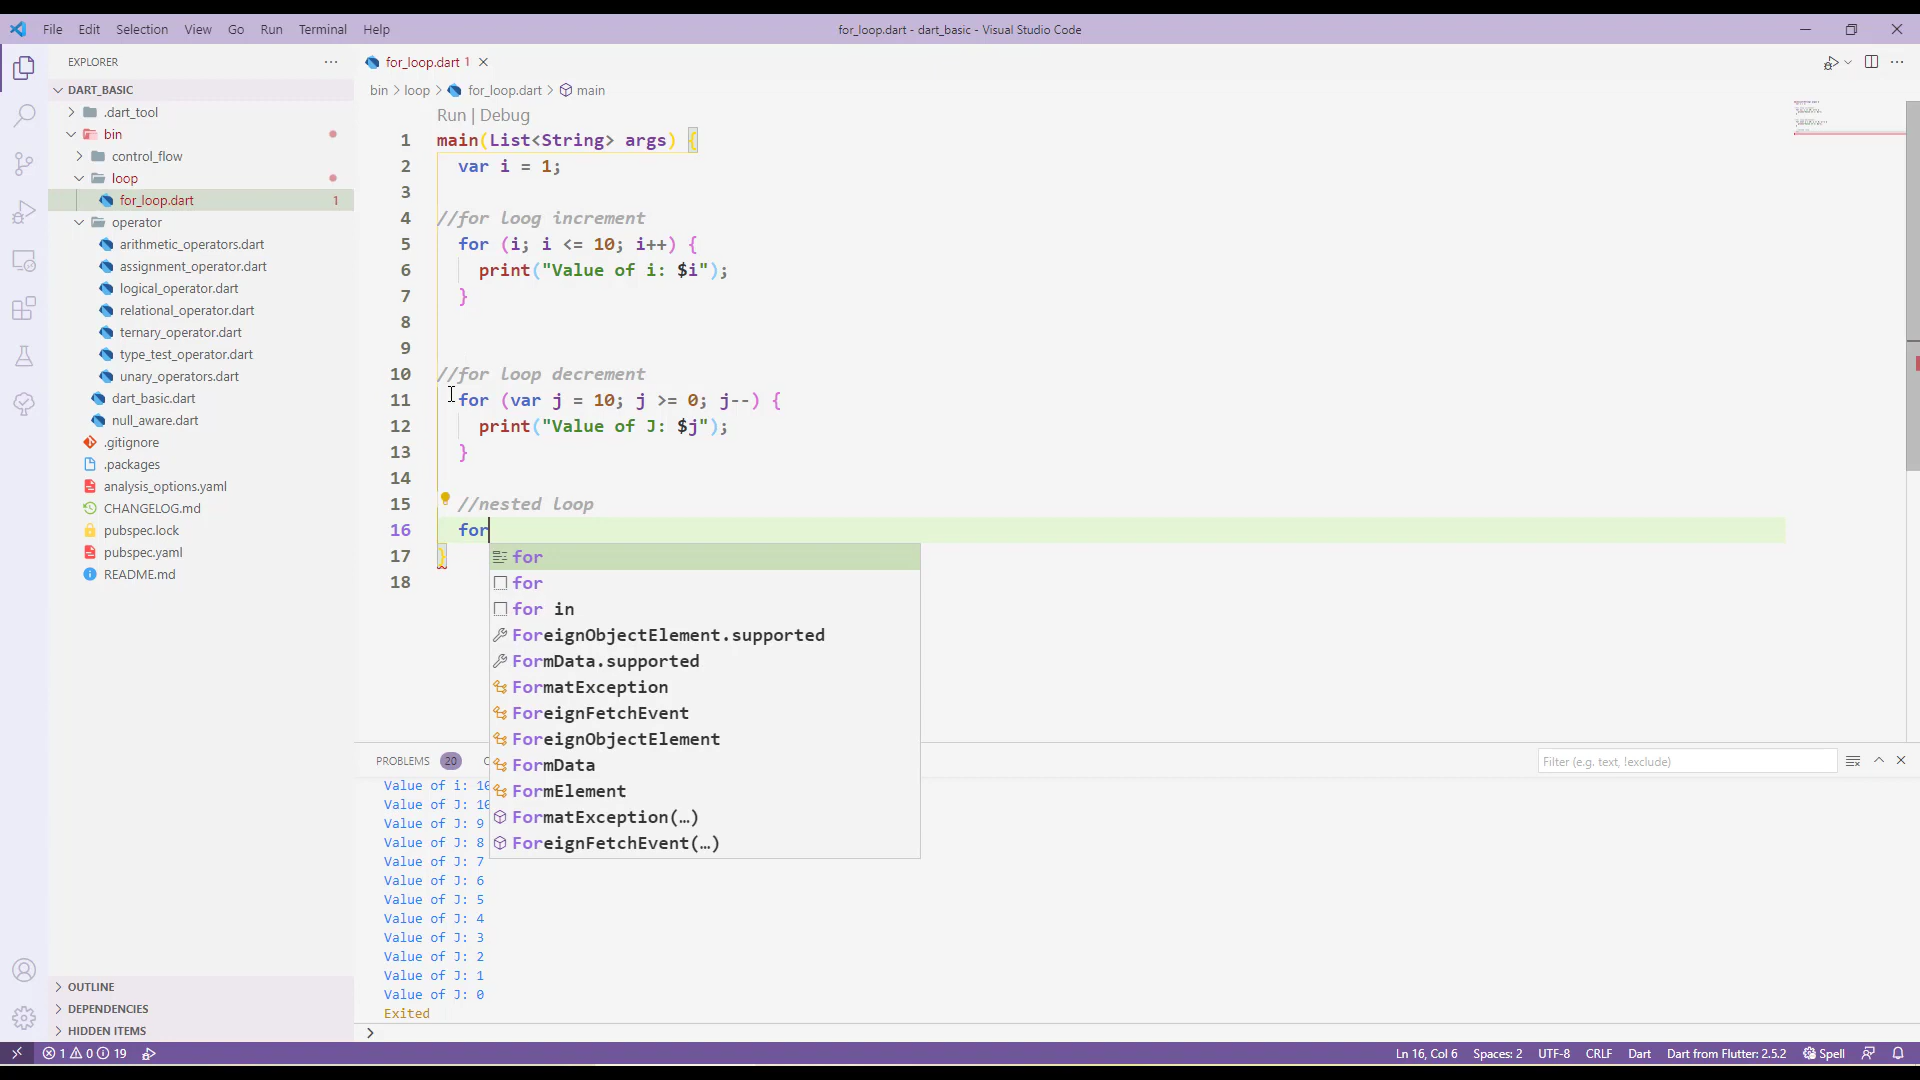 File Edit Selection View Go Run Terminal Help for_loop.dart - dart_basic - Visual Studio Code
EXPLORER
for_loop.dart 1
DART_BASIC
bin > loop > for_loop.dart > main
.dart_tool
bin
control_flow
loop
for_loop.dart 1
operator
arithmetic_operators.dart
assignment_operator.dart
logical_operator.dart
relational_operator.dart
ternary_operator.dart
type_test_operator.dart
unary_operators.dart
dart_basic.dart
null_aware.dart
.gitignore
.packages
analysis_options.yaml
CHANGELOG.md
pubspec.lock
pubspec.yaml
README.md
OUTLINE
DEPENDENCIES
HIDDEN ITEMS
Run | Debug
1 main(List<String> args) {
2 var i = 1;
3
4 //for loog increment
5 for (i; i <= 10; i++) {
6 print("Value of i: $i");
7 }
8
9
10 //for loop decrement
11 for (var j = 10; j >= 0; j--) {
12 print("Value of J: $j");
13 }
14
15 //nested loop
16 for
17 }
18
for
for
for in
ForeignObjectElement.supported
FormData.supported
FormatException
ForeignFetchEvent
ForeignObjectElement
FormData
FormElement
FormatException(…)
ForeignFetchEvent(…)
PROBLEMS 20
Filter (e.g. text, !exclude)
Value of i: 10
Value of J: 10
Value of J: 9
Value of J: 8
Value of J: 7
Value of J: 6
Value of J: 5
Value of J: 4
Value of J: 3
Value of J: 2
Value of J: 1
Value of J: 0
Exited
1 0 19 Ln 16, Col 6 Spaces: 2 UTF-8 CRLF Dart Dart from Flutter: 2.5.2 Spell